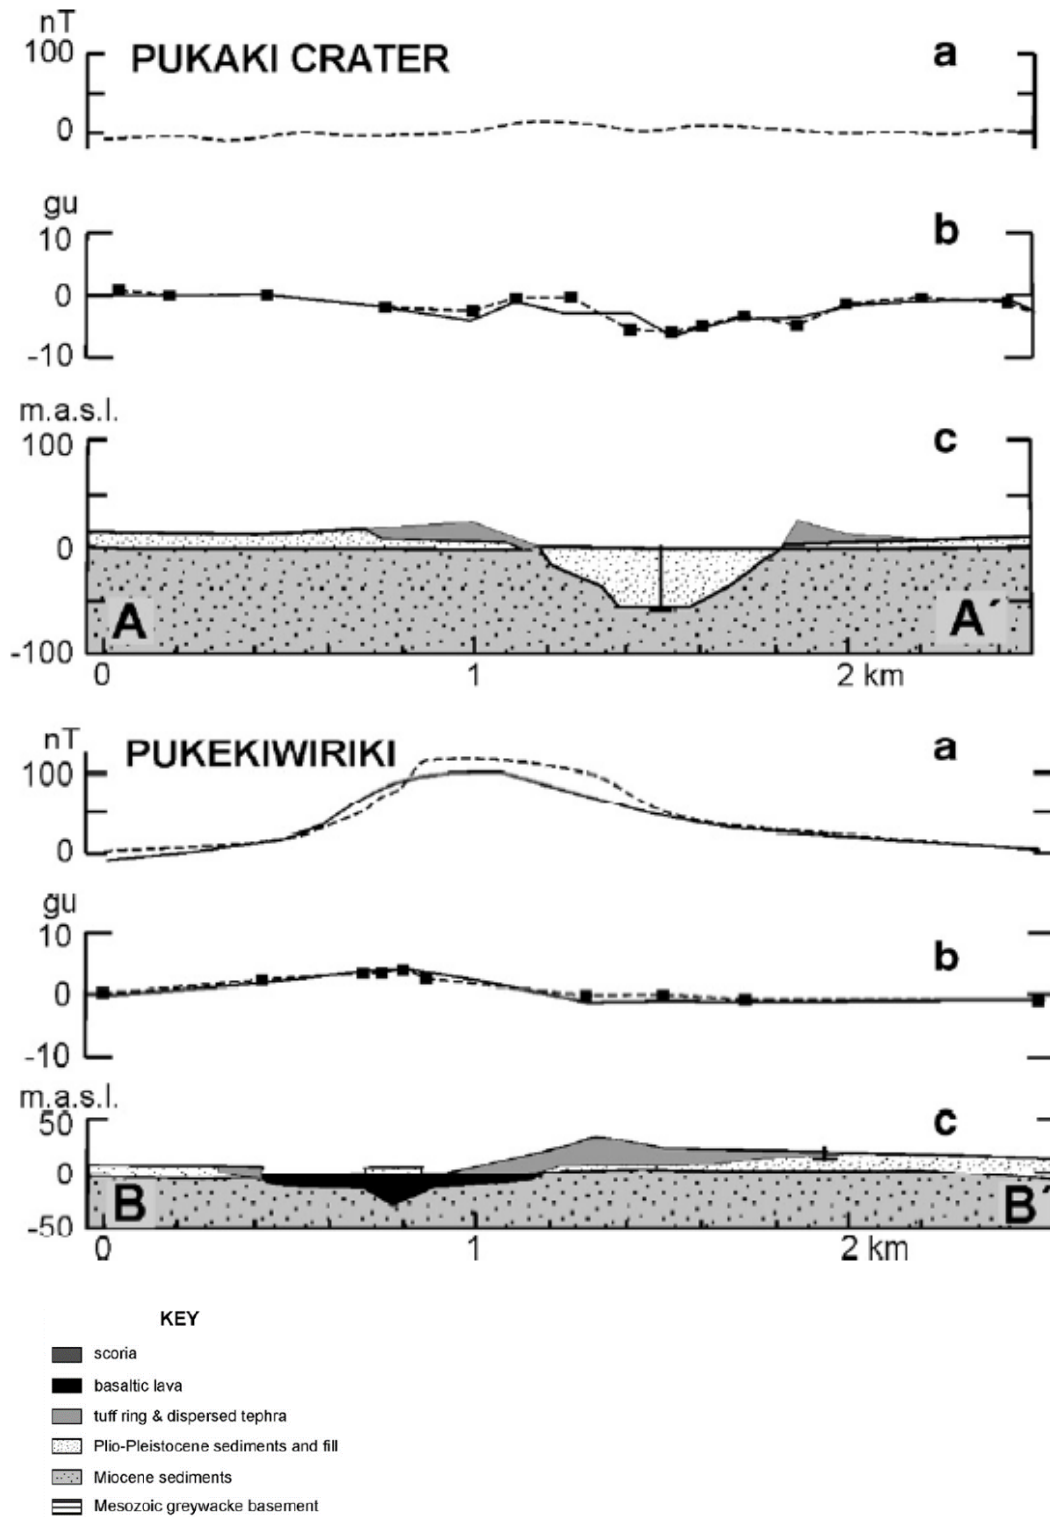 nT
PUKAKI CRATER
a
100
0
gu
b
10
0
-10
m.a.s.l.
c
100
0
A
A´
-100
0 1 2 km
nT
PUKEKIWIRIKI
a
100
0
gu
b
10
0
-10
m.a.s.l.
c
50
0
B
B´
-50
0 1 2 km
KEY
scoria
basaltic lava
tuff ring & dispersed tephra
Plio-Pleistocene sediments and fill
Miocene sediments
Mesozoic greywacke basement